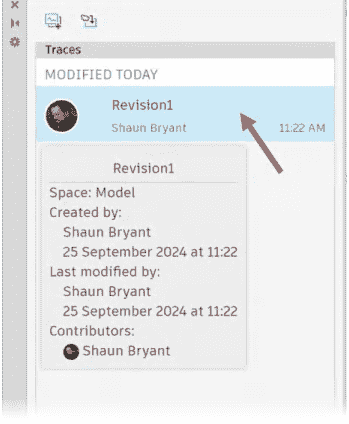 Traces
MODIFIED TODAY
Revision1
Shaun Bryant 11:22 AM
Revision1
Space: Model
Created by:
Shaun Bryant
25 September 2024 at 11:22
Last modified by:
Shaun Bryant
25 September 2024 at 11:22
Contributors:
Shaun Bryant